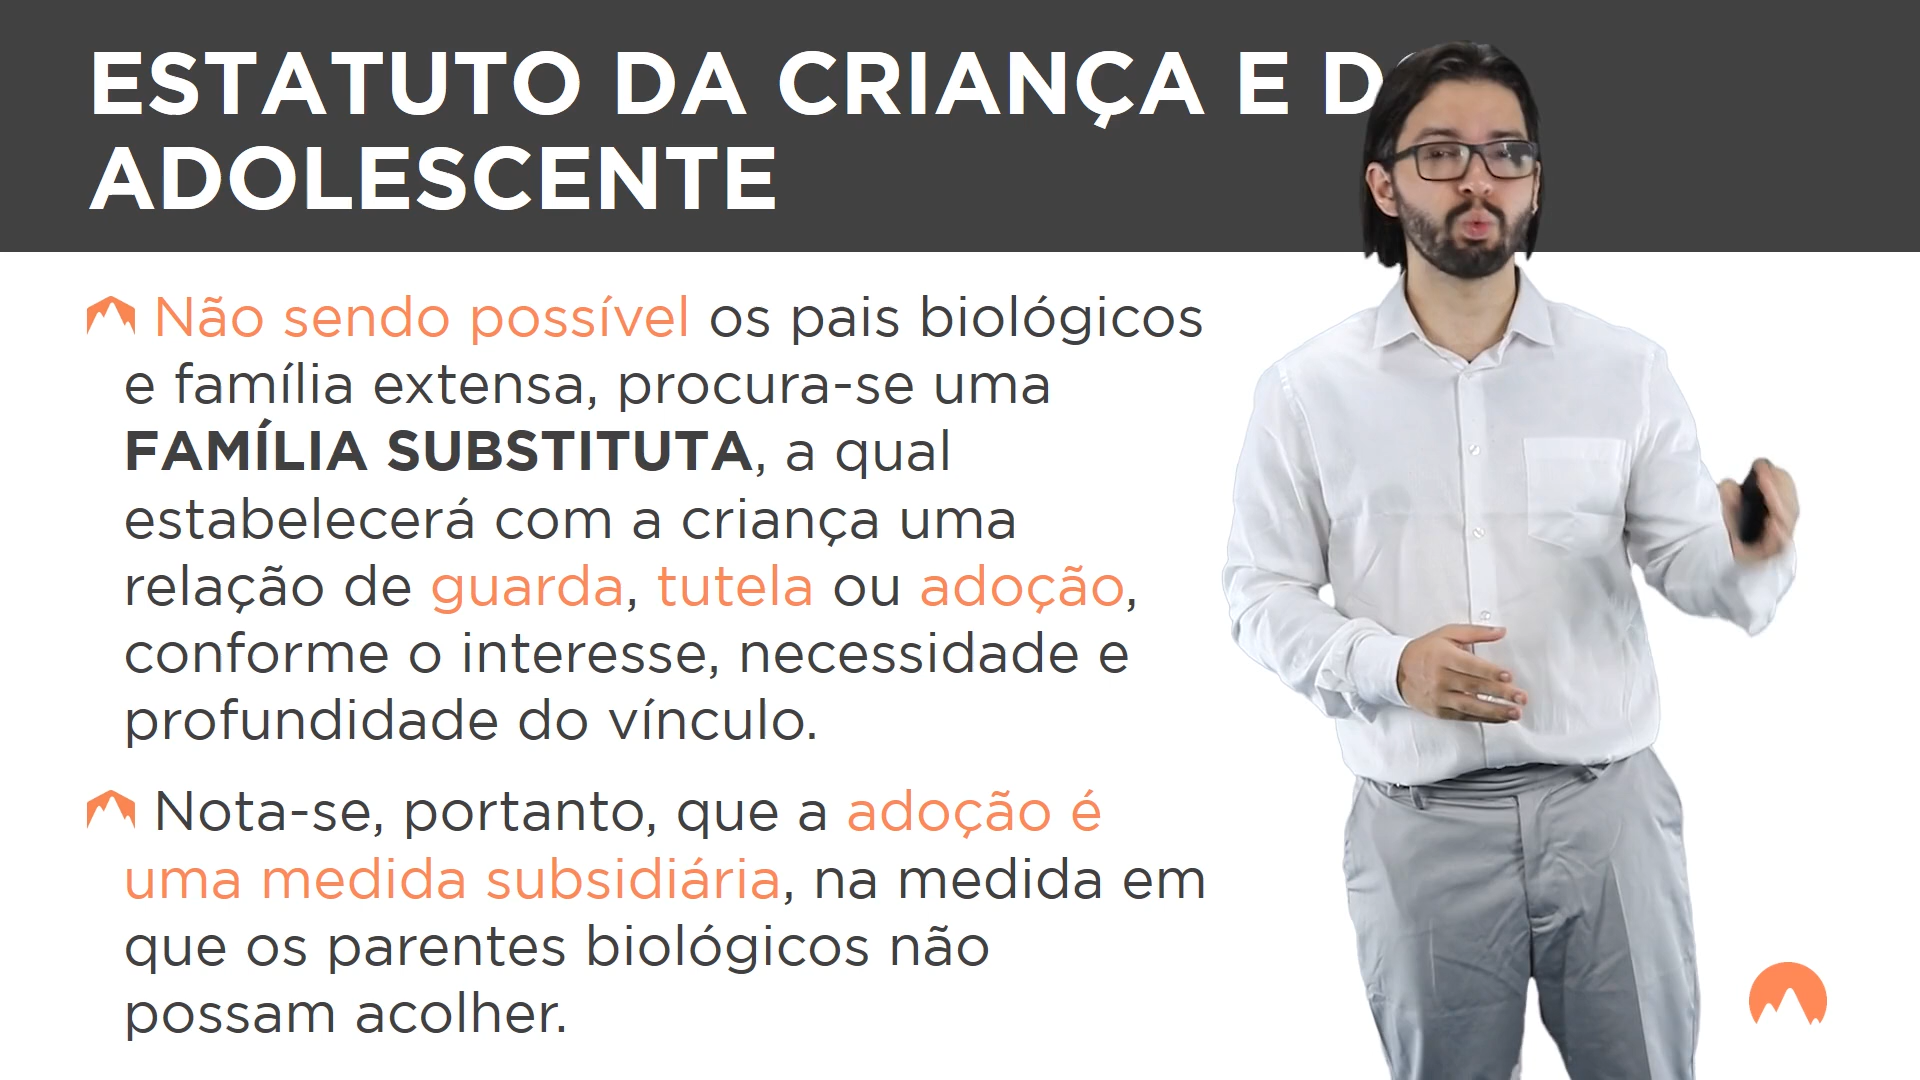 ESTATUTO DA CRIANÇA E
ADOLESCENTE
Não sendo possível os pais biológicos
e família extensa, procura-se uma
FAMÍLIA SUBSTITUTA, a qual
estabelecerá com a criança uma
relação de guarda, tutela ou adoção,
conforme o interesse, necessidade e
profundidade do vínculo.
Nota-se, portanto, que a adoção é
uma medida subsidiária, na medida em
que os parentes biológicos não
possam acolher.